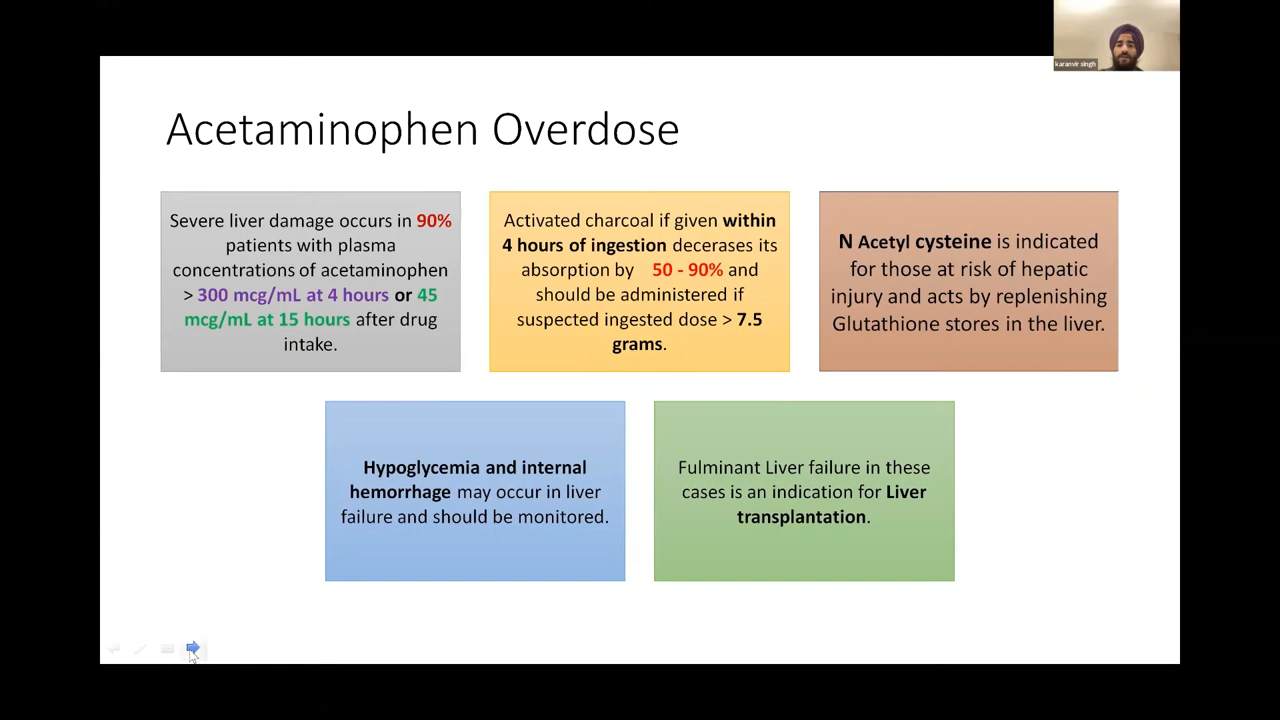 karanvir singh
Acetaminophen Overdose
Severe liver damage occurs in 90%
patients with plasma
concentrations of acetaminophen
> 300 mcg/mL at 4 hours or 45
mcg/mL at 15 hours after drug
intake.
Activated charcoal if given within
4 hours of ingestion decerases its
absorption by 50 - 90% and
should be administered if
suspected ingested dose > 7.5
grams.
N Acetyl cysteine is indicated
for those at risk of hepatic
injury and acts by replenishing
Glutathione stores in the liver.
Hypoglycemia and internal
hemorrhage may occur in liver
failure and should be monitored.
Fulminant Liver failure in these
cases is an indication for Liver
transplantation.